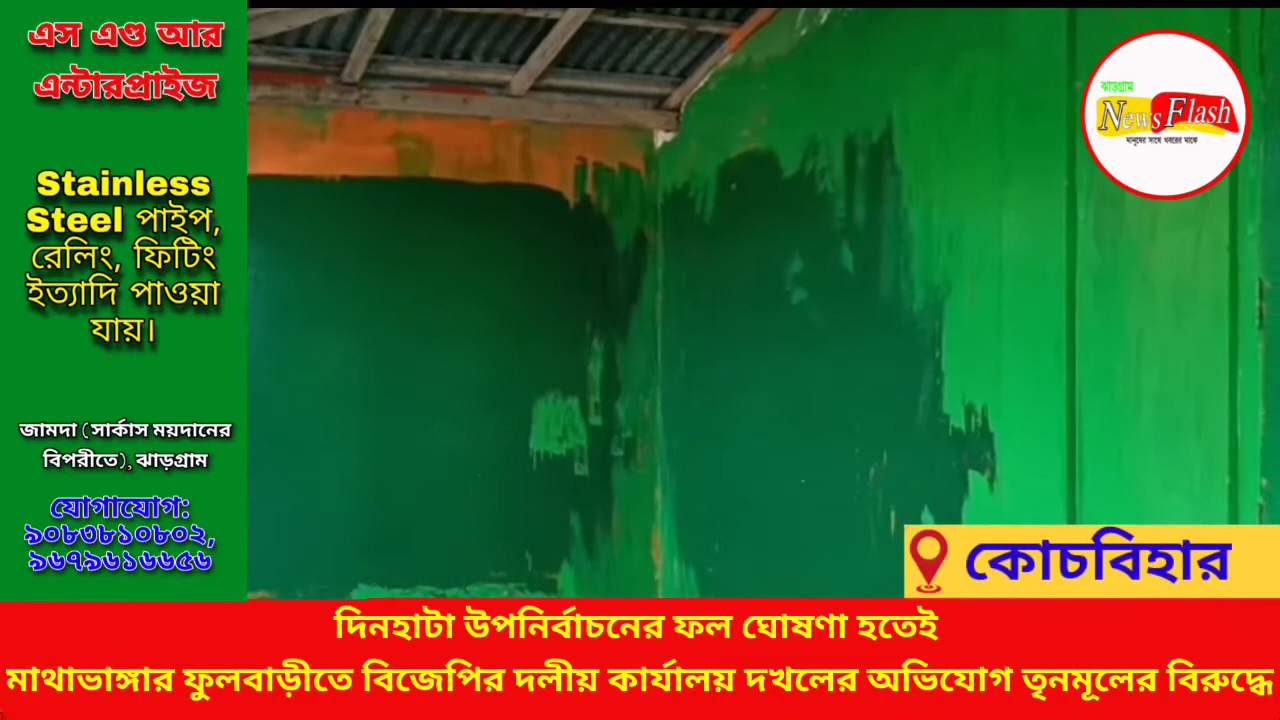 এস এণ্ড আর
এন্টারপ্রাইজ
Stainless
Steel পাইপ,
রেলিং, ফিটিং
ইত্যাদি পাওয়া
যায়।
জামদা (সার্কাস ময়দানের
বিপরীতে), ঝাড়গ্রাম
যোগাযোগ:
৯০৮৩৮১০৮০২,
৯৬৭৯৬১৬৬৫৬
ঝাড়গ্রাম
News Flash
মানুষের সাথে খবরের মাঝে
কোচবিহার
দিনহাটা উপনির্বাচনের ফল ঘোষণা হতেই
মাথাভাঙ্গার ফুলবাড়ীতে বিজেপির দলীয় কার্যালয় দখলের অভিযোগ তৃনমূলের বিরুদ্ধে